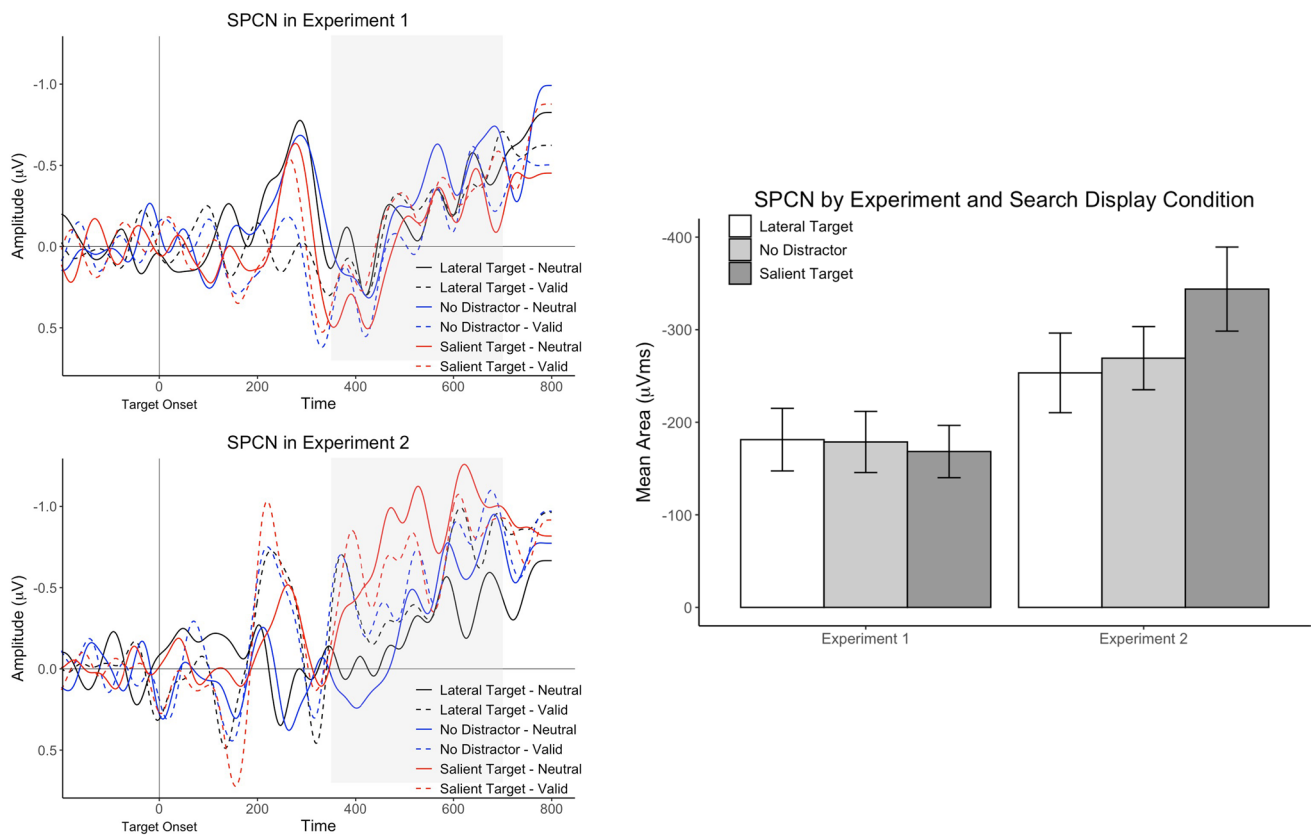 SPCN in Experiment 1
Amplitude (µV)
-1.0
-0.5
0.0
0.5
Lateral Target - Neutral
Lateral Target - Valid
No Distractor - Neutral
No Distractor - Valid
Salient Target - Neutral
Salient Target - Valid
0
200
400
600
800
Target Onset
Time
SPCN in Experiment 2
Amplitude (µV)
-1.0
-0.5
0.0
0.5
Lateral Target - Neutral
Lateral Target - Valid
No Distractor - Neutral
No Distractor - Valid
Salient Target - Neutral
Salient Target - Valid
0
200
400
600
800
Target Onset
Time
SPCN by Experiment and Search Display Condition
Lateral Target
No Distractor
Salient Target
Mean Area (µVms)
-400
-300
-200
-100
0
Experiment 1
Experiment 2